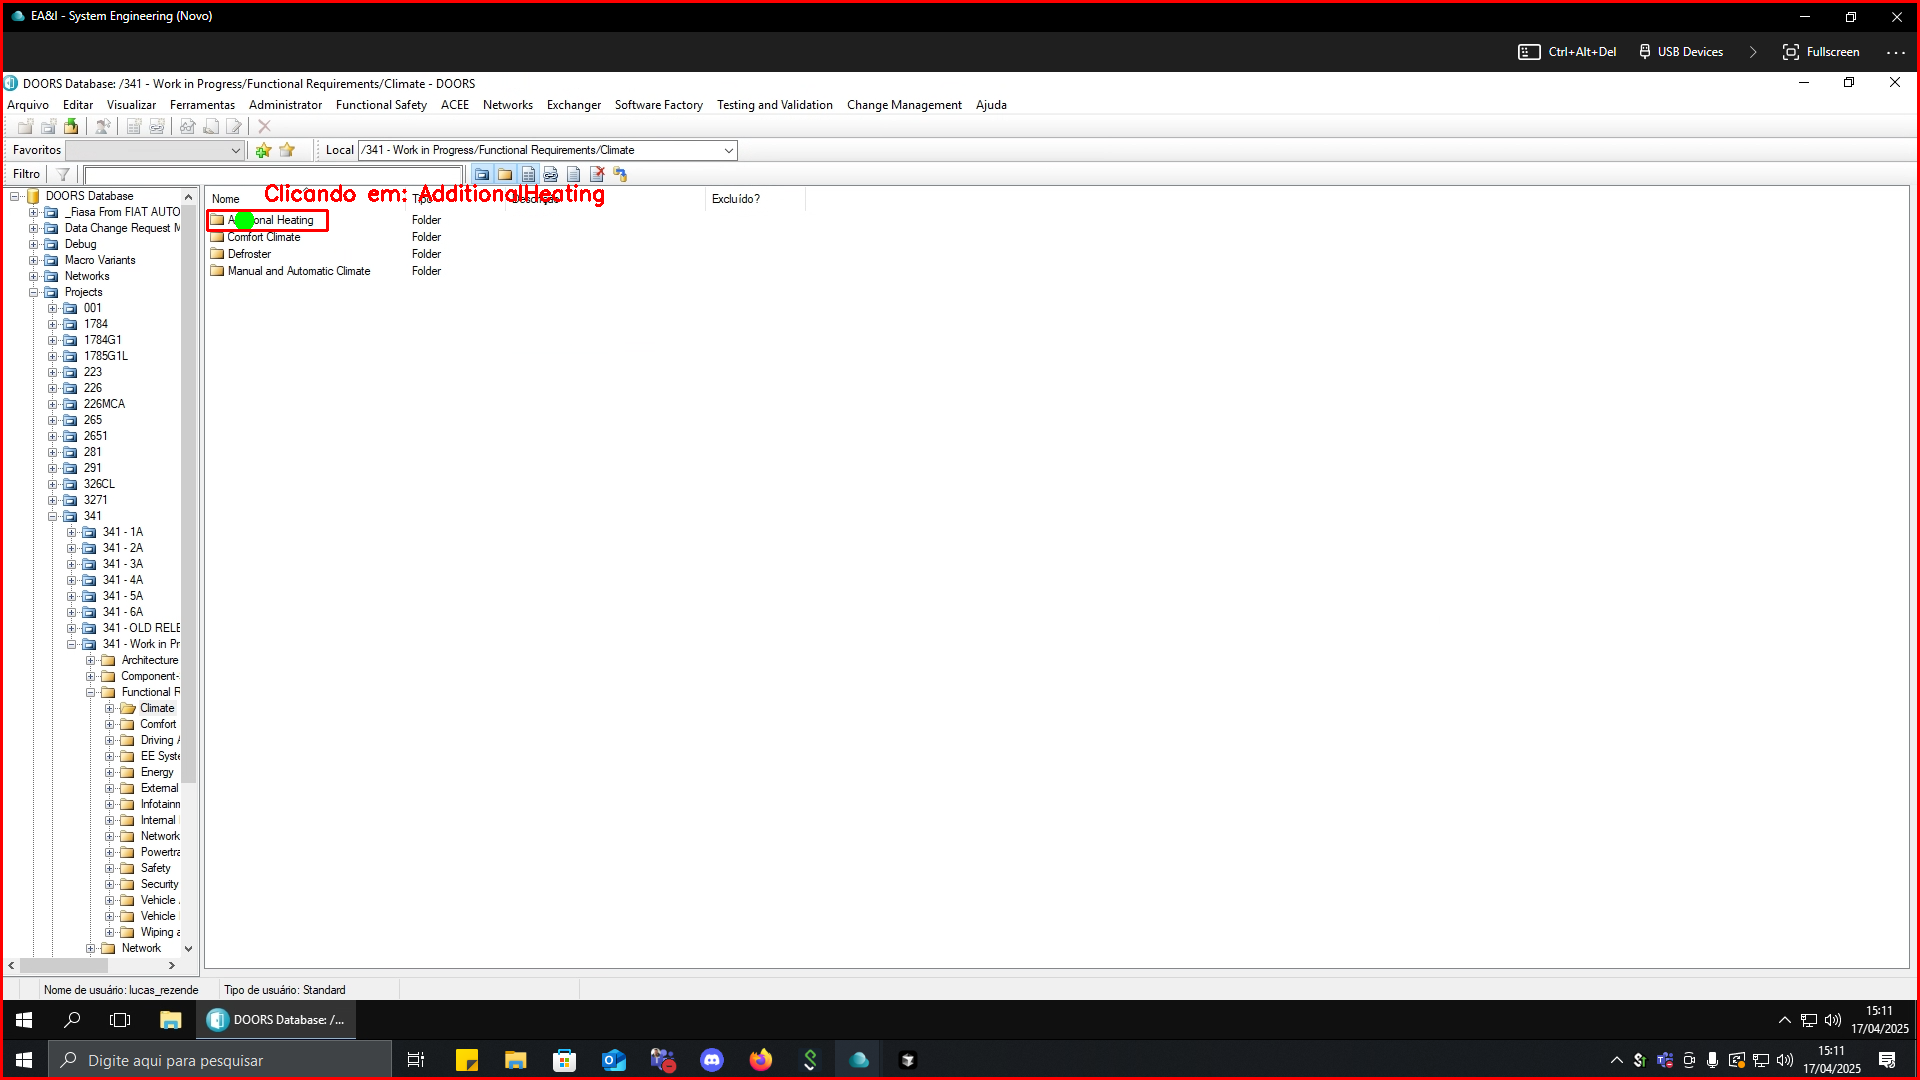 EA&I - System Engineering (Novo)
Ctrl+Alt+Del
USB Devices
Fullscreen
DOORS Database: /341 - Work in Progress/Functional Requirements/Climate - DOORS
Arquivo Editar Visualizar Ferramentas Administrator Functional Safety ACEE Networks Exchanger Software Factory Testing and Validation Change Management Ajuda
Favoritos
Local /341 - Work in Progress/Functional Requirements/Climate
Filtro
Clicando em: AdditionalHeating
Nome Tipo Excluído?
Heating Folder
Comfort Climate Folder
Defroster Folder
Manual and Automatic Climate Folder
DOORS Database
_Fiasa From FIAT AUTO
Data Change Request M
Debug
Macro Variants
Networks
Projects
001
1784
1784G1
1785G1L
223
226
226MCA
265
2651
281
291
326CL
3271
341
341 - 1A
341 - 2A
341 - 3A
341 - 4A
341 - 5A
341 - 6A
341 - OLD RELE
341 - Work in Pr
Architecture
Component-
Functional R
Climate
Comfort
Driving A
EE Syste
Energy
External
Infotainm
Internal
Network
Powertra
Safety
Security
Vehicle
Vehicle
Wiping a
Network
Nome de usuário: lucas_rezende Tipo de usuário: Standard
DOORS Database: /...
15:11
17/04/2025
Digite aqui para pesquisar
15:11
17/04/2025